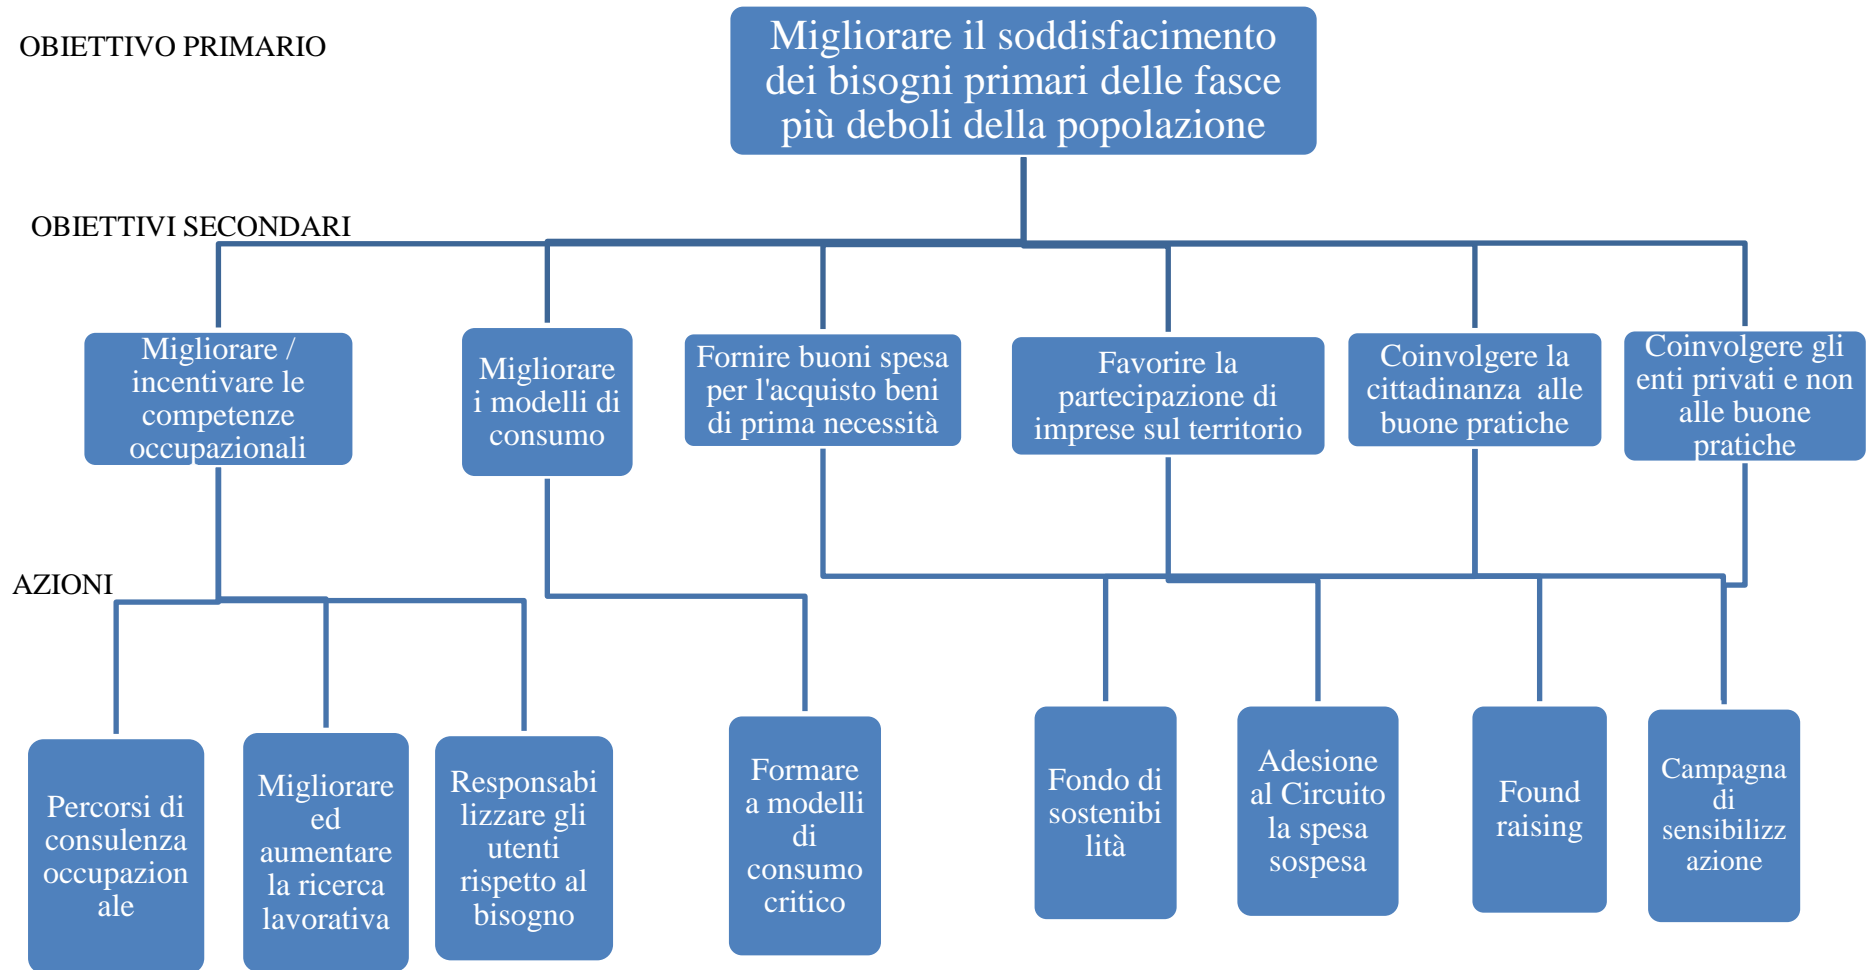 OBIETTIVO PRIMARIO
Migliorare il soddisfacimento
dei bisogni primari delle fasce
più deboli della popolazione
OBIETTIVI SECONDARI
Migliorare /
incentivare le
competenze
occupazionali
Migliorare
i modelli di
consumo
Fornire buoni spesa
per l'acquisto beni
di prima necessità
Favorire la
partecipazione di
imprese sul territorio
Coinvolgere la
cittadinanza alle
buone pratiche
Coinvolgere gli
enti privati e non
alle buone
pratiche
AZIONI
Percorsi di
consulenza
occupazion
ale
Migliorare
ed
aumentare
la ricerca
lavorativa
Responsabi
lizzare gli
utenti
rispetto al
bisogno
Formare
a modelli
di
consumo
critico
Fondo di
sostenibi
lità
Adesione
al Circuito
la spesa
sospesa
Found
raising
Campagna
di
sensibilizz
azione